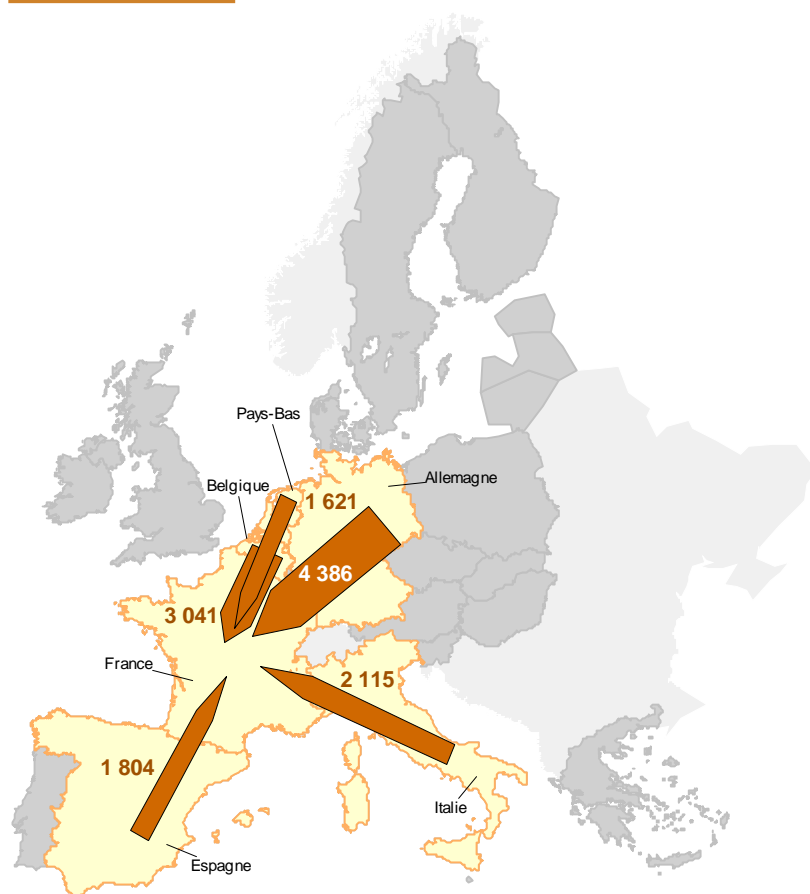 Pays-Bas
Allemagne
Belgique
1 621
4 386
3 041
France
2 115
1 804
Italie
Espagne